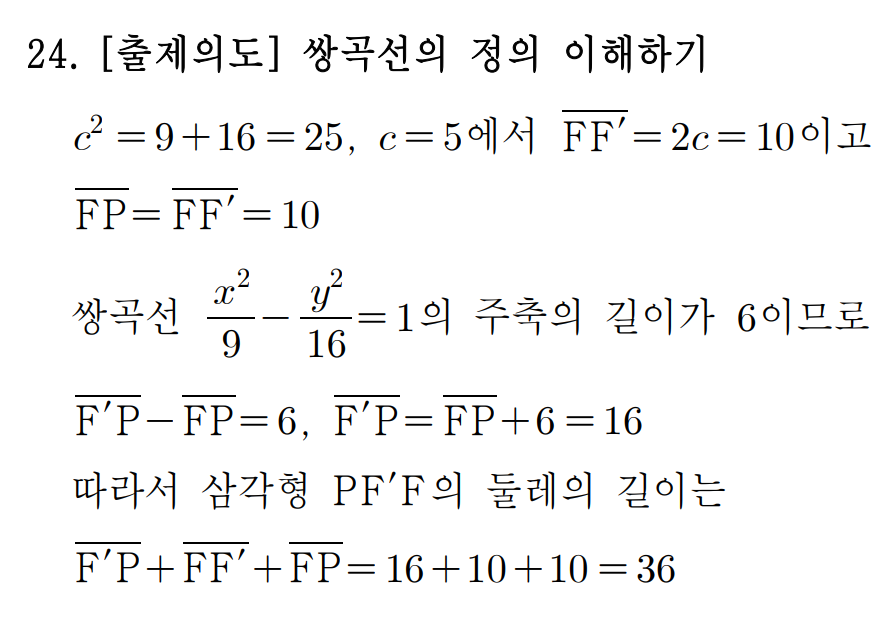 24. [출제의도] 쌍곡선의 정의 이해하기
$c^2=9+16=25$, $c=5$에서 $\overline{\mathrm{FF'}}=2c=10$이고
$\overline{\mathrm{FP}}=\overline{\mathrm{FF'}}=10$
쌍곡선 $\frac{x^2}{9}-\frac{y^2}{16}=1$의 주축의 길이가 6이므로
$\overline{\mathrm{F'P}}-\overline{\mathrm{FP}}=6$, $\overline{\mathrm{F'P}}=\overline{\mathrm{FP}}+6=16$
따라서 삼각형 PF′F의 둘레의 길이는
$\overline{\mathrm{F'P}}+\overline{\mathrm{FF'}}+\overline{\mathrm{FP}}=16+10+10=36$